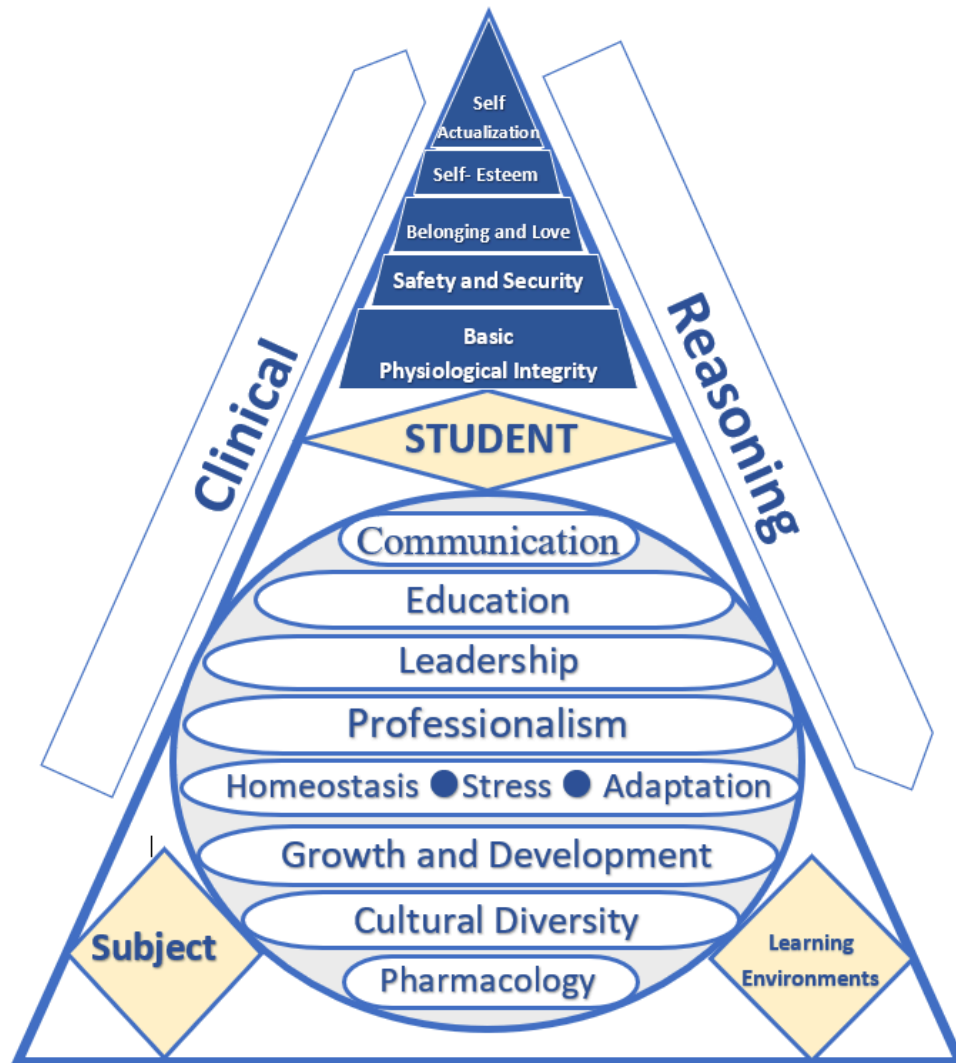 Self
Actualization
Self- Esteem
Belonging and Love
Safety and Security
Basic
Physiological Integrity
Clinical
Reasoning
STUDENT
Communication
Education
Leadership
Professionalism
Homeostasis ● Stress ● Adaptation
Growth and Development
Cultural Diversity
Pharmacology
Subject
Learning
Environments